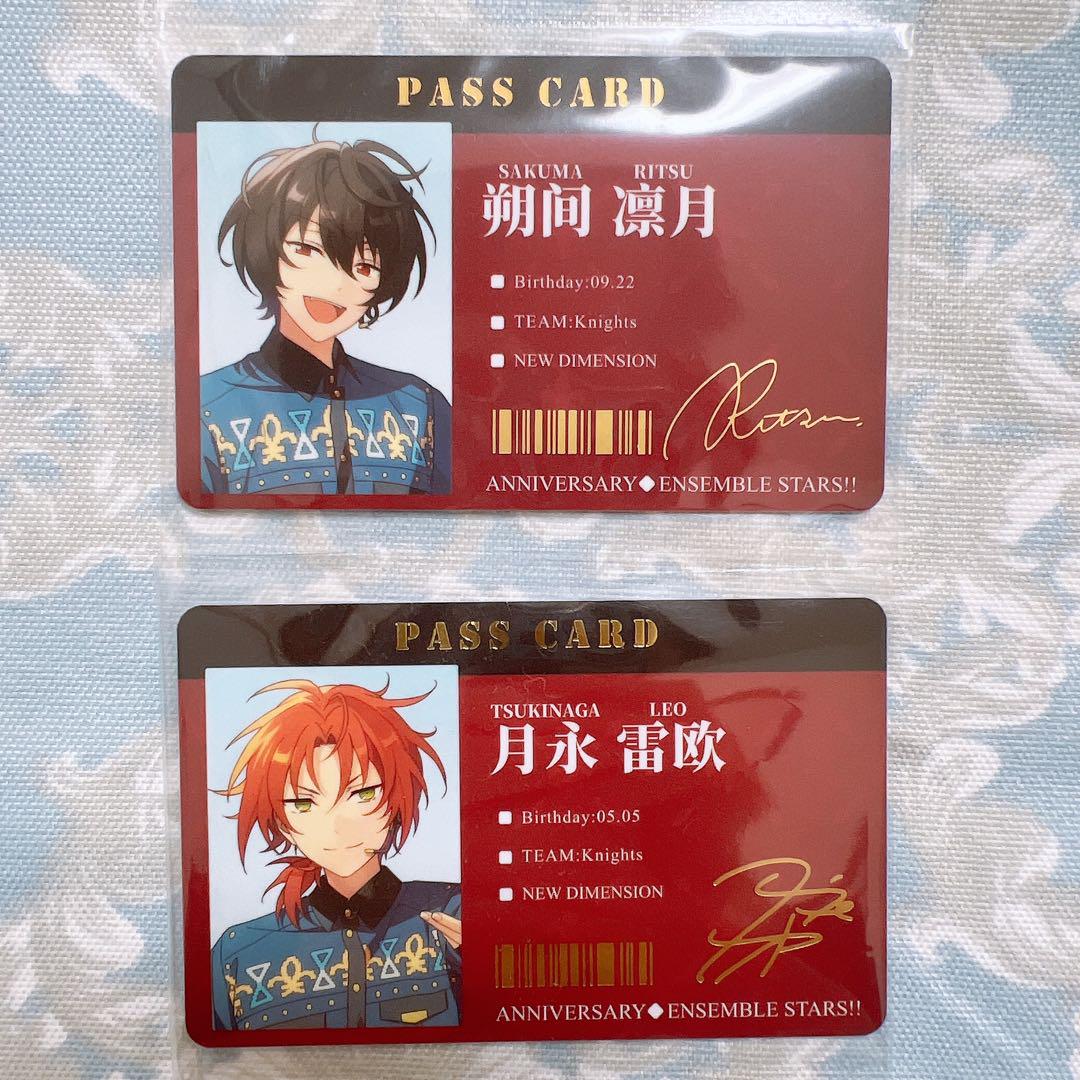 PASS CARD
SAKUMA RITSU
朔间 凛月
Birthday:09.22
TEAM:Knights
NEW DIMENSION
Ritsu.
ANNIVERSARY◆ENSEMBLE STARS!!
PASS CARD
TSUKINAGA LEO
月永 雷欧
Birthday:05.05
TEAM:Knights
NEW DIMENSION
ANNIVERSARY◆ENSEMBLE STARS!!